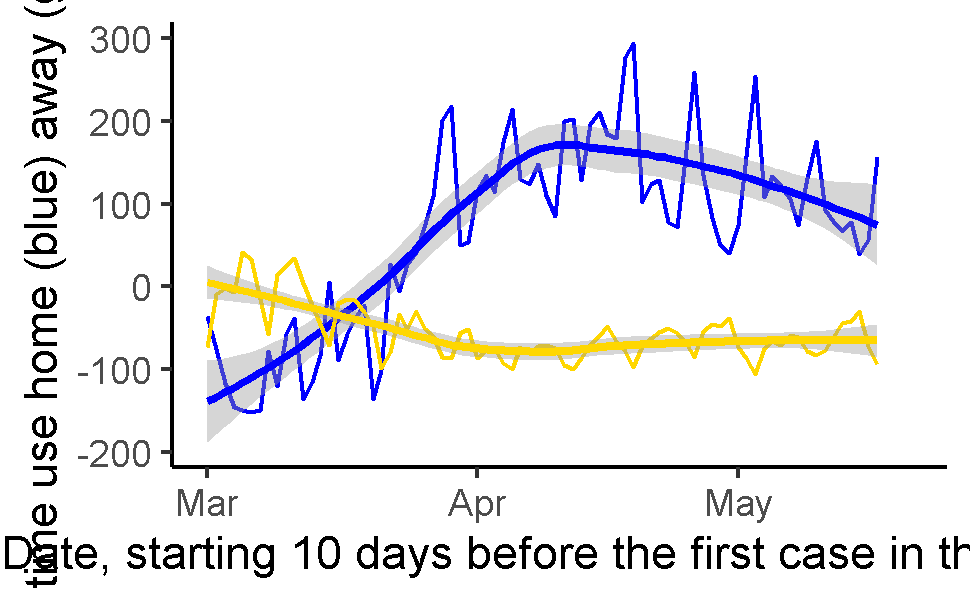 time use home (blue) away (
300
200
100
0
-100
-200
Mar Apr May
Date, starting 10 days before the first case in th